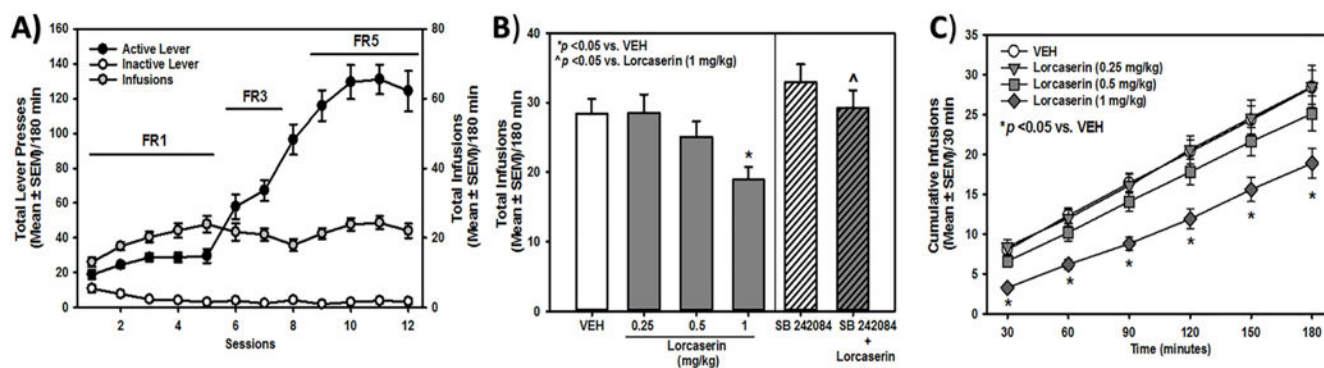 A)
Total Lever Presses
(Mean ± SEM)/180 min
160
140
120
100
80
60
40
20
0
Active Lever
Inactive Lever
Infusions
FR1
FR3
FR5
80
60
40
20
0
Total Infusions
(Mean ± SEM)/180 min
2 4 6 8 10 12
Sessions
B)
Total Infusions
(Mean ± SEM)/180 min
40
30
20
10
0
*p <0.05 vs. VEH
^p <0.05 vs. Lorcaserin (1 mg/kg)
*
^
VEH 0.25 0.5 1 SB 242084 SB 242084
+
Lorcaserin
Lorcaserin
(mg/kg)
C)
Cumulative Infusions
(Mean ± SEM)/30 min
35
30
25
20
15
10
5
0
VEH
Lorcaserin (0.25 mg/kg)
Lorcaserin (0.5 mg/kg)
Lorcaserin (1 mg/kg)
*p <0.05 vs. VEH
* * * * * *
30 60 90 120 150 180
Time (minutes)